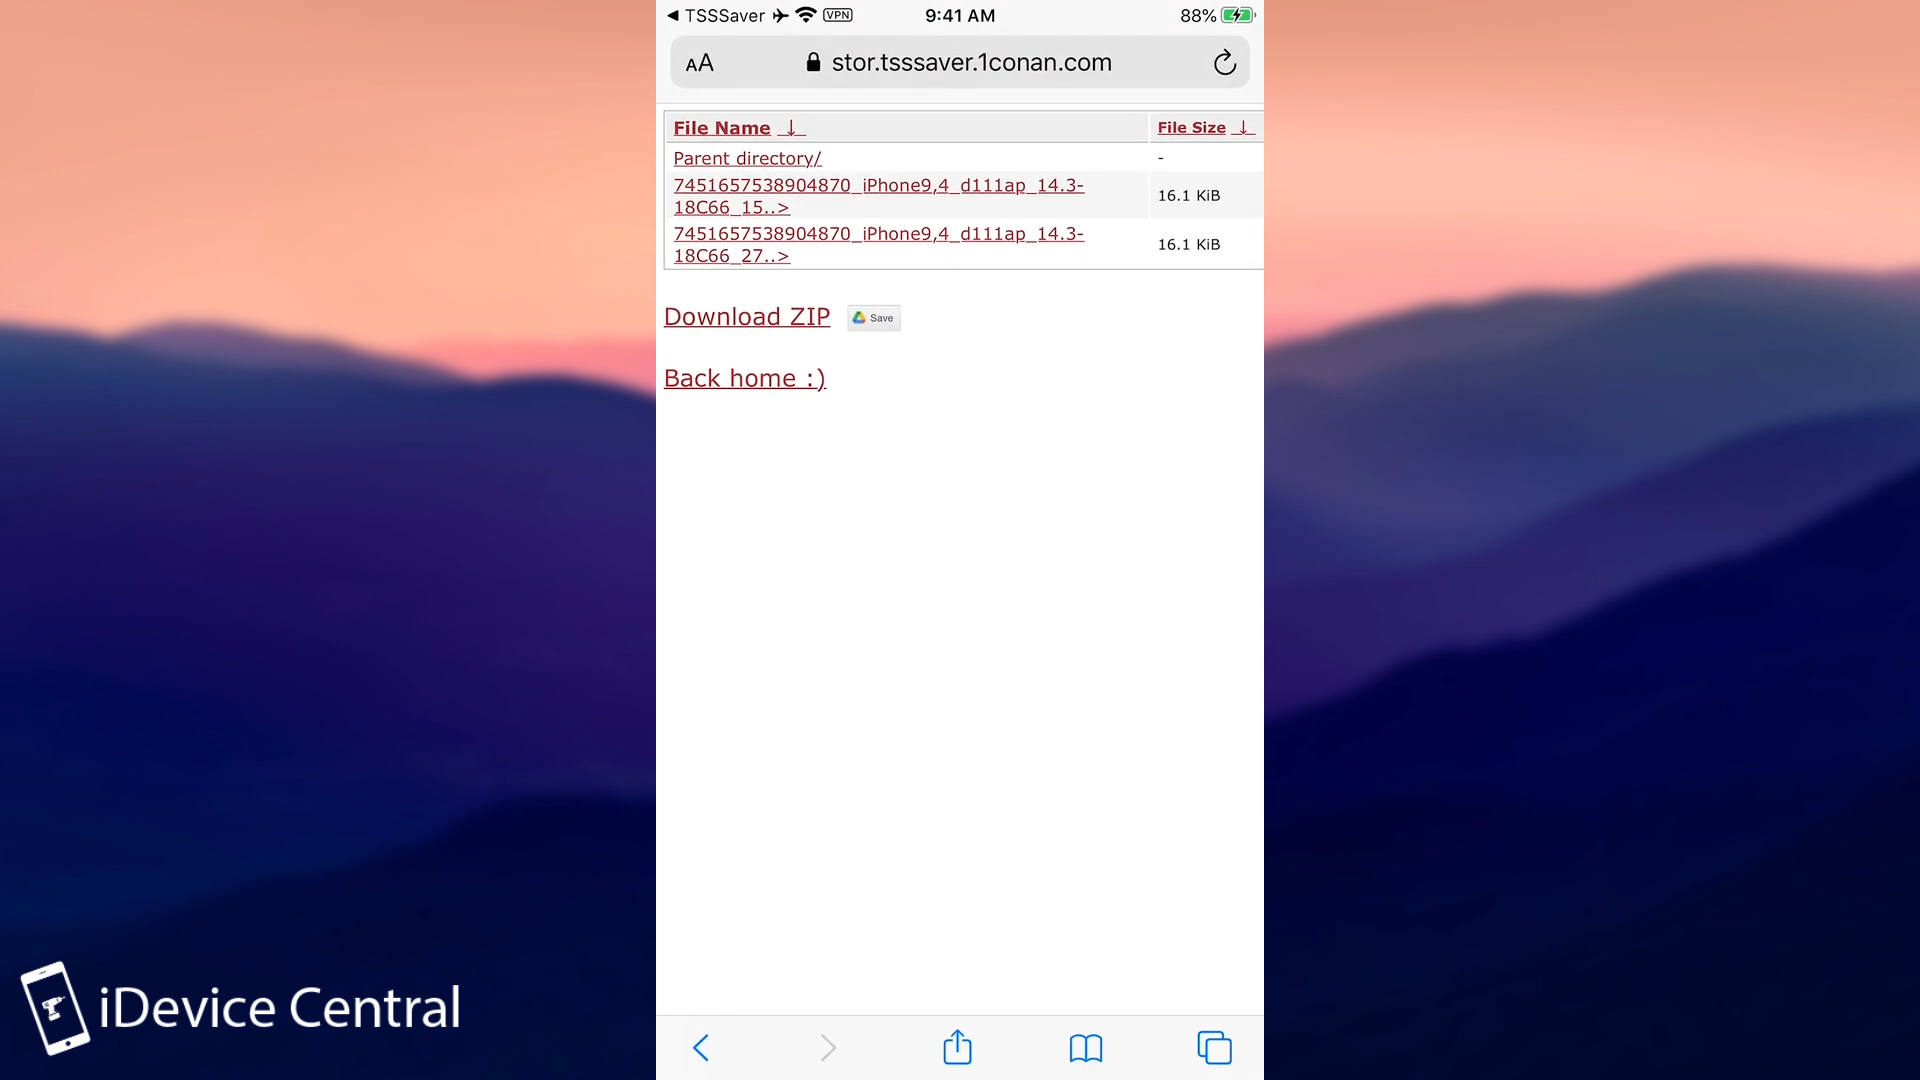 TSSSaver VPN 9:41 AM 88%
AA stor.tsssaver.1conan.com
File Name ↓ File Size ↓
Parent directory/ -
7451657538904870_iPhone9,4_d111ap_14.3-
18C66_15..> 16.1 KiB
7451657538904870_iPhone9,4_d111ap_14.3-
18C66_27..> 16.1 KiB
Download ZIP Save
Back home :)
iDevice Central